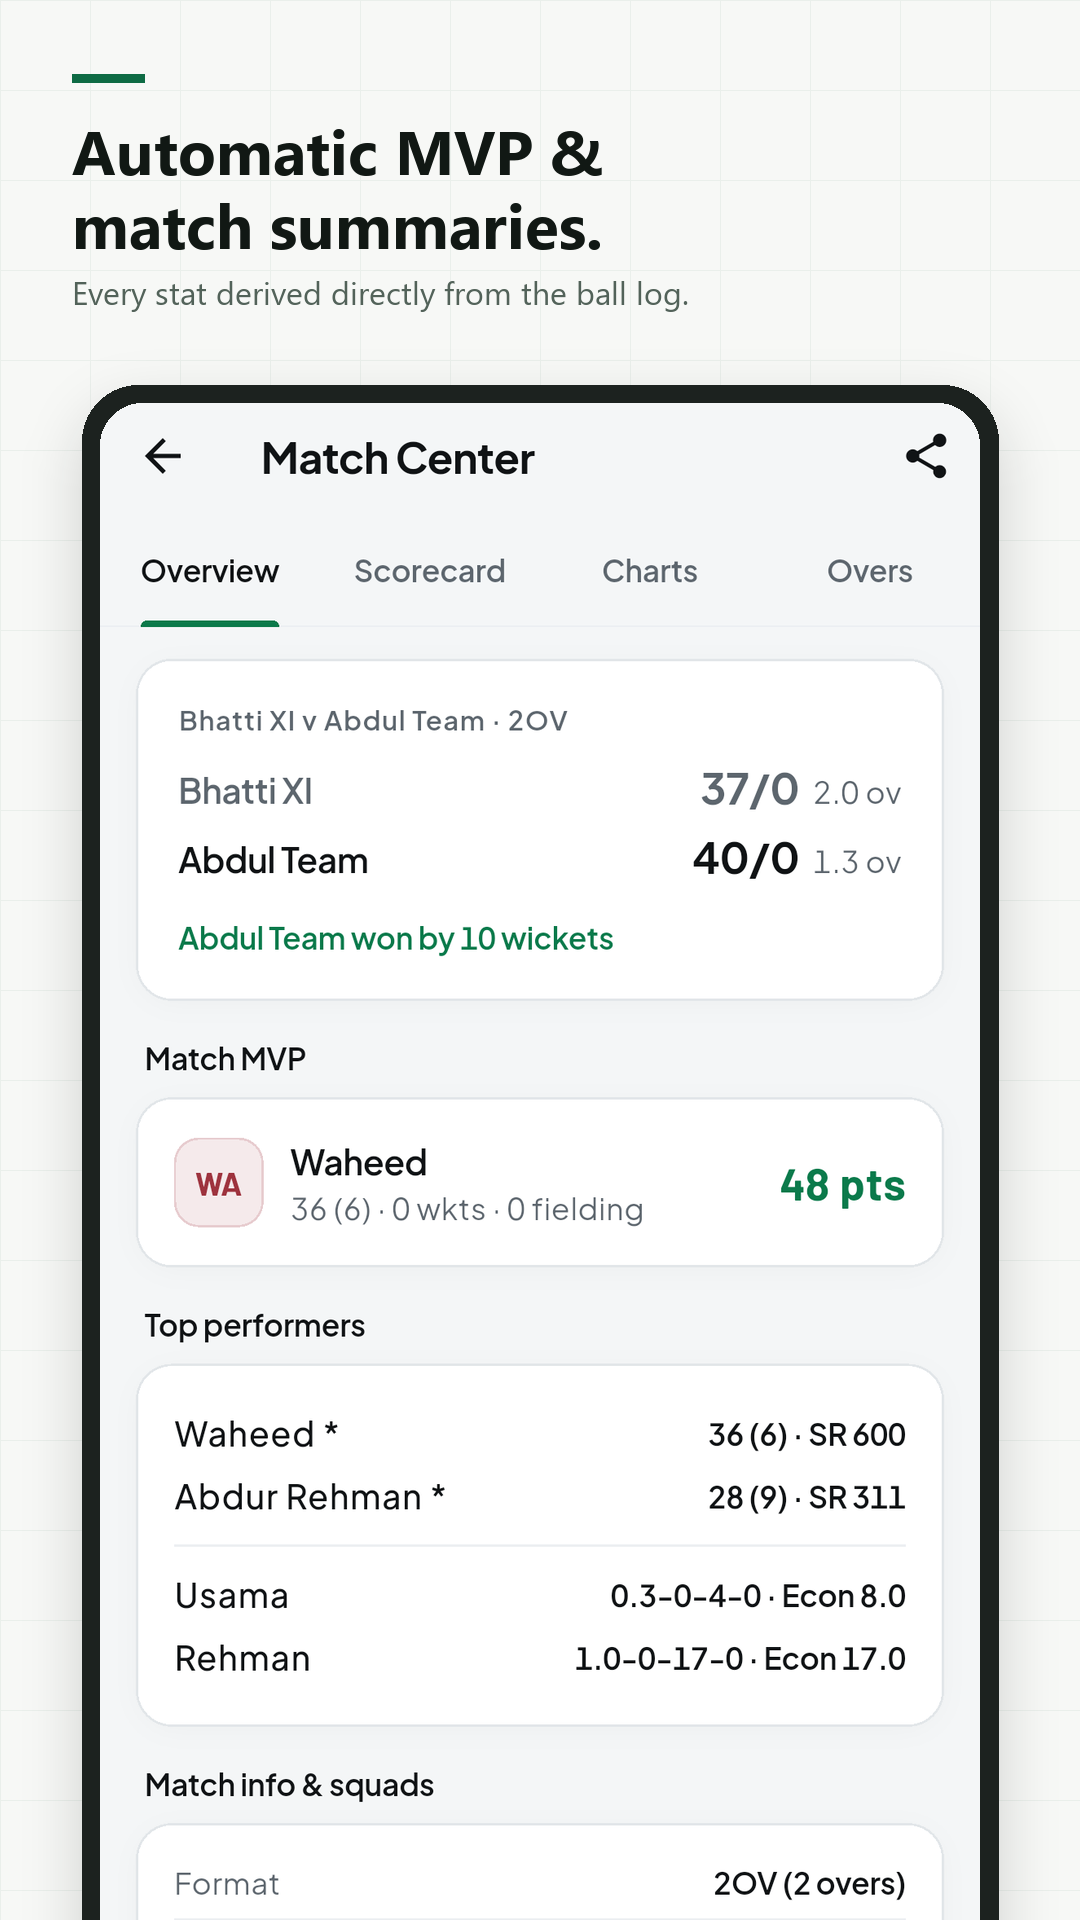 Automatic MVP &
match summaries.
Every stat derived directly from the ball log.
Match Center
Overview Scorecard Charts Overs
Bhatti XI v Abdul Team · 2OV
Bhatti XI 37/0 2.0 ov
Abdul Team 40/0 1.3 ov
Abdul Team won by 10 wickets
Match MVP
WA
Waheed
36 (6) · 0 wkts · 0 fielding
48 pts
Top performers
Waheed * 36 (6) · SR 600
Abdur Rehman * 28 (9) · SR 311
Usama 0.3-0-4-0 · Econ 8.0
Rehman 1.0-0-17-0 · Econ 17.0
Match info & squads
Format 2OV (2 overs)